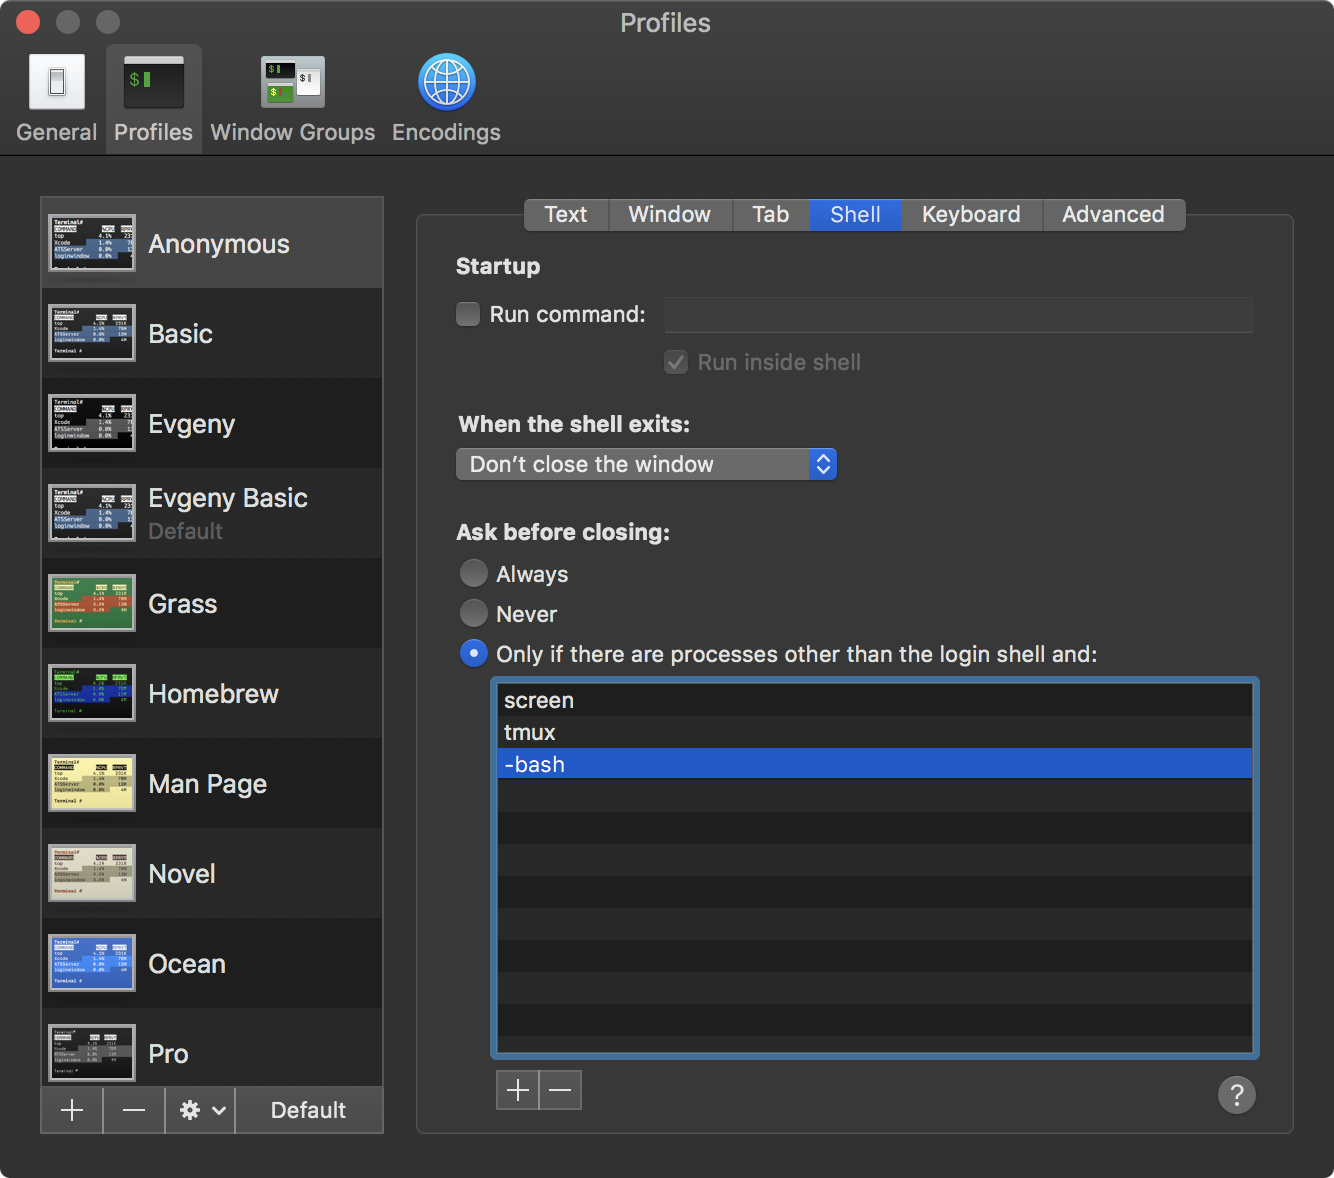 Profiles
General
Profiles
Window Groups
Encodings
Anonymous
Basic
Evgeny
Evgeny Basic
Default
Grass
Homebrew
Man Page
Novel
Ocean
Pro
Default
Text
Window
Tab
Shell
Keyboard
Advanced
Startup
Run command:
Run inside shell
When the shell exits:
Don’t close the window
Ask before closing:
Always
Never
Only if there are processes other than the login shell and:
screen
tmux
-bash
?